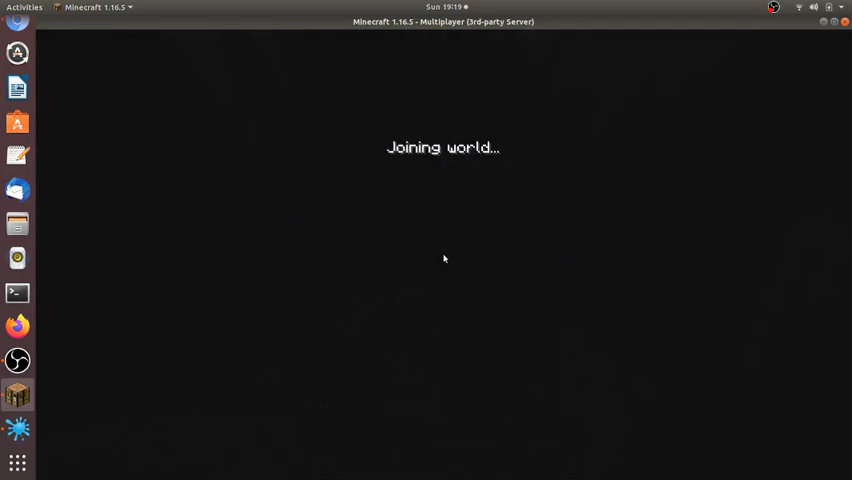 Activities
Minecraft 1.16.5
Sun 19:19
Minecraft 1.16.5 - Multiplayer (3rd-party Server)
Joining world...